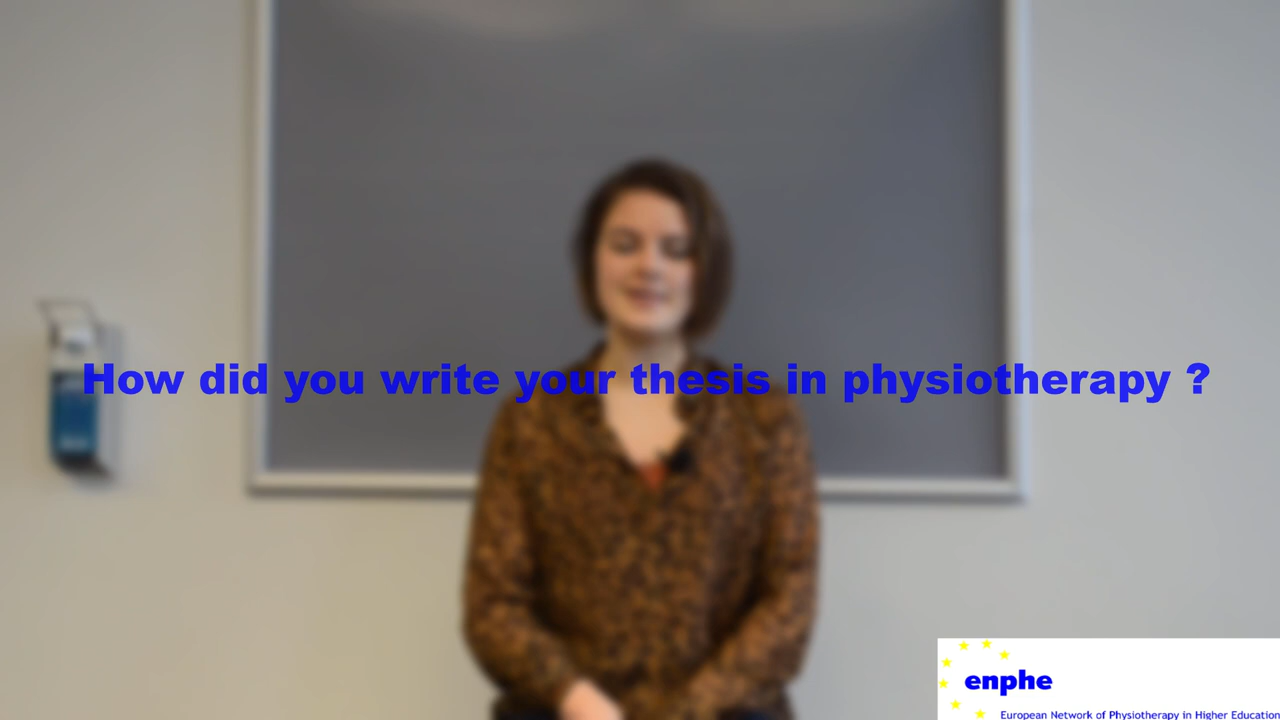 How did you write your thesis in physiotherapy ?
enphe
European Network of Physiotherapy in Higher Education